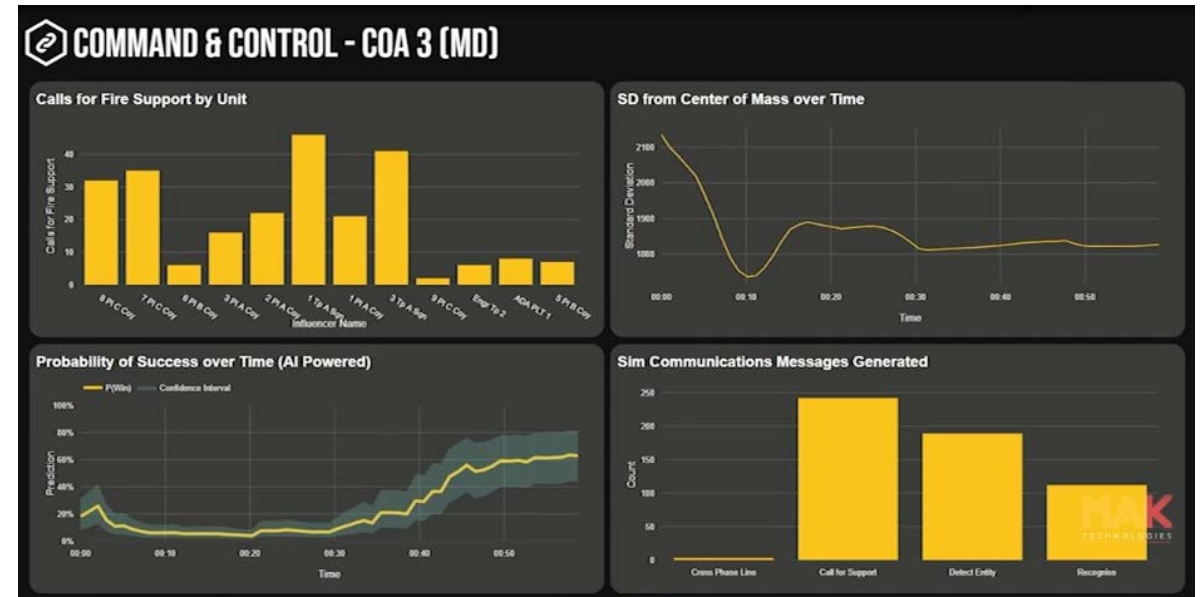 COMMAND & CONTROL - COA 3 (MD)
Calls for Fire Support by Unit
Calls for Fire Support
40
30
20
10
0
8 Pl C Coy
7 Pl C Coy
6 Pl B Coy
3 Pl A Coy
2 Pl A Coy
1 Tp A Sqn
1 Pl A Coy
3 Tp A Sqn
9 Pl C Coy
Engr Tp 2
ADA PLT 1
5 Pl B Coy
Influencer Name
SD from Center of Mass over Time
Standard Deviation
2100
2000
1900
1800
00:00 00:10 00:20 00:30 00:40 00:50
Time
Probability of Success over Time (AI Powered)
P(Win) Confidence Interval
Prediction
100%
80%
60%
40%
20%
0%
00:00 00:10 00:20 00:30 00:40 00:50
Time
Sim Communications Messages Generated
Count
250
200
150
100
50
0
Cross Phase Line Call for Support Detect Entity Recognise
MAK
TECHNOLOGIES